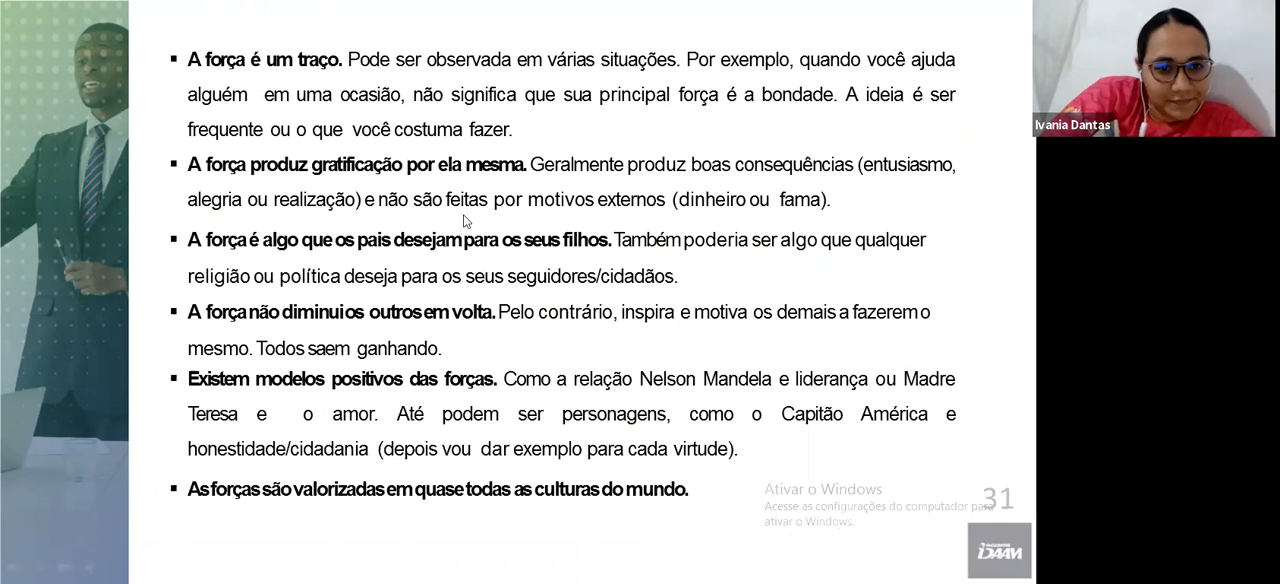 ▪ A força é um traço. Pode ser observada em várias situações. Por exemplo, quando você ajuda
alguém em uma ocasião, não significa que sua principal força é a bondade. A ideia é ser
frequente ou o que você costuma fazer.
▪ A força produz gratificação por ela mesma. Geralmente produz boas consequências (entusiasmo,
alegria ou realização) e não são feitas por motivos externos (dinheiro ou fama).
▪ A força é algo que os pais desejam para os seus filhos. Também poderia ser algo que qualquer
religião ou política deseja para os seus seguidores/cidadãos.
▪ A força não diminui os outros em volta. Pelo contrário, inspira e motiva os demais a fazerem o
mesmo. Todos saem ganhando.
▪ Existem modelos positivos das forças. Como a relação Nelson Mandela e liderança ou Madre
Teresa e o amor. Até podem ser personagens, como o Capitão América e
honestidade/cidadania (depois vou dar exemplo para cada virtude).
▪ As forças são valorizadas em quase todas as culturas do mundo.
Ativar o Windows
Acesse as configurações do computador para
ativar o Windows.
31
IDAAM
Ivania Dantas